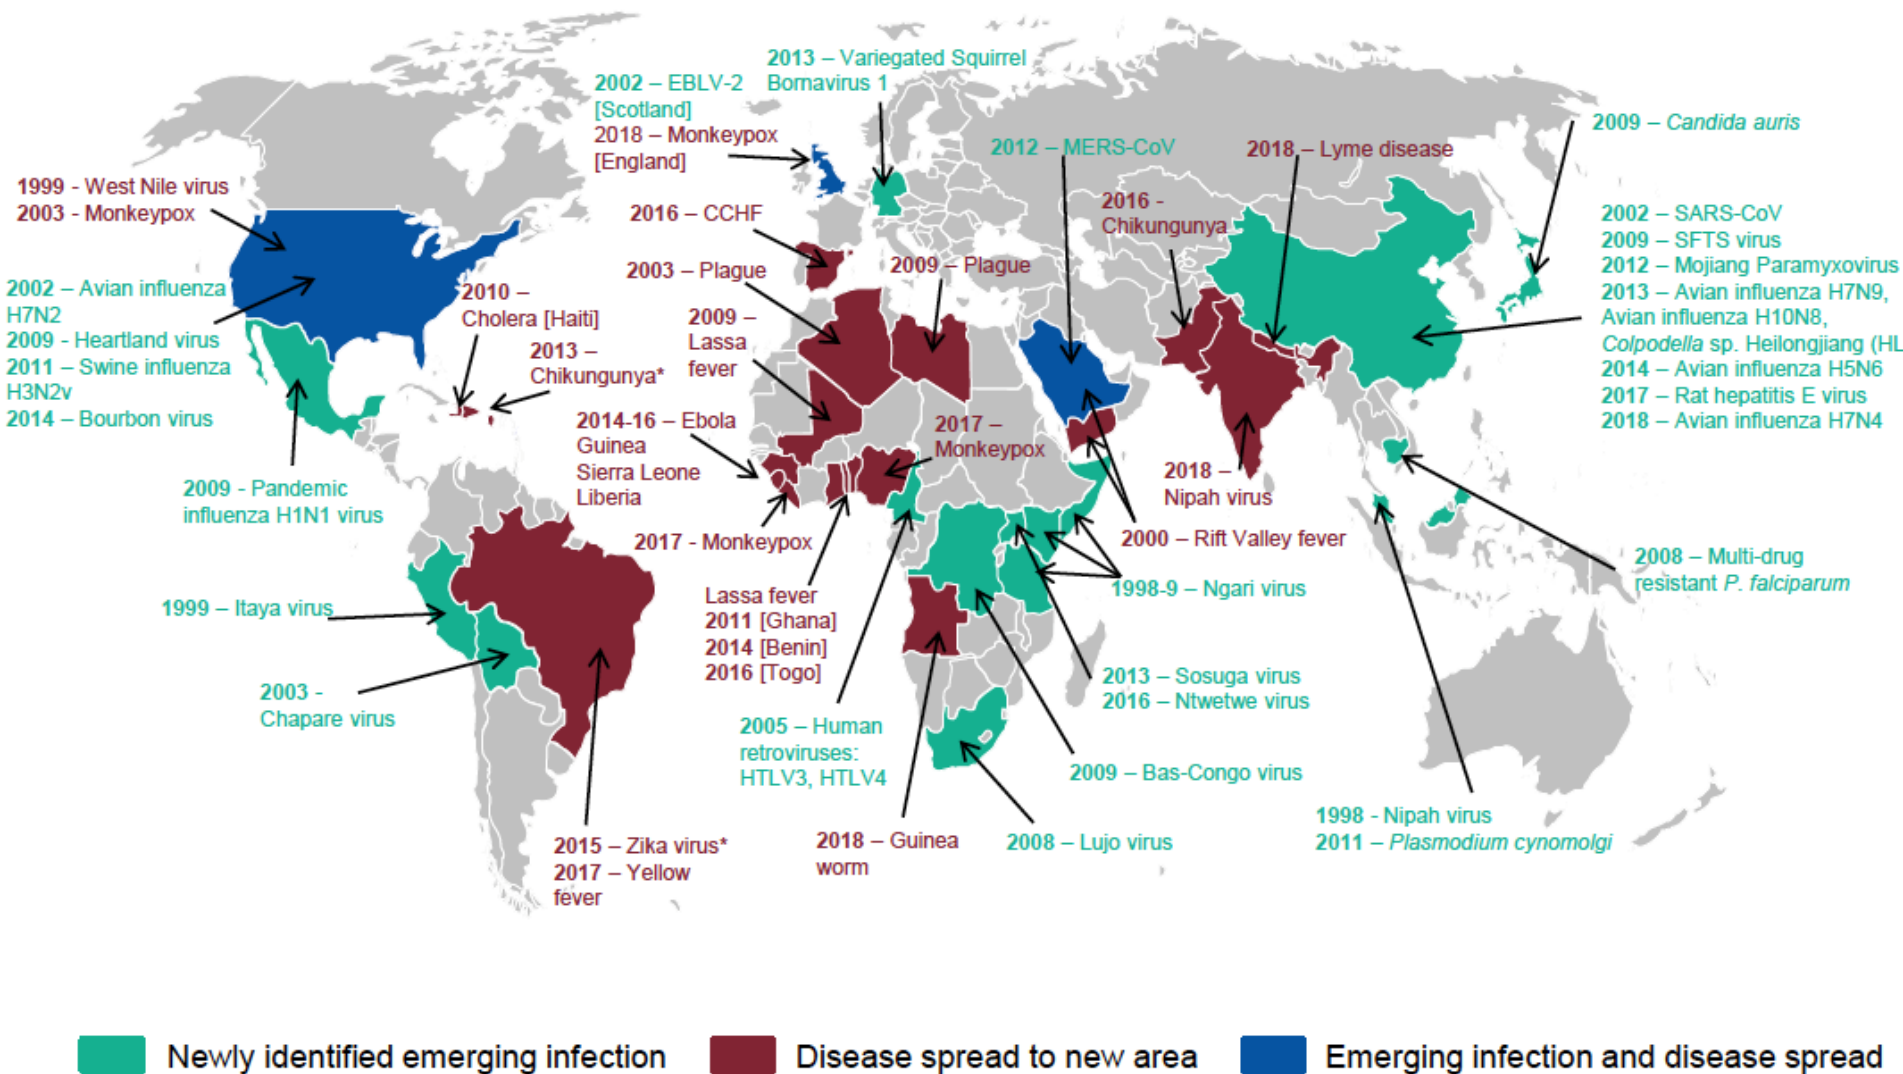 2013 – Variegated Squirrel
Bornavirus 1
2002 – EBLV-2
[Scotland]
2018 – Monkeypox
[England]
2012 – MERS-CoV
2018 – Lyme disease
2009 – Candida auris
1999 - West Nile virus
2003 - Monkeypox
2016 – CCHF
2016 -
Chikungunya
2002 – SARS-CoV
2009 – SFTS virus
2012 – Mojiang Paramyxovirus
2013 – Avian influenza H7N9,
Avian influenza H10N8,
Colpodella sp. Heilongjiang (HL
2014 – Avian influenza H5N6
2017 – Rat hepatitis E virus
2018 – Avian influenza H7N4
2003 – Plague
2009 – Plague
2002 – Avian influenza
H7N2
2009 - Heartland virus
2011 – Swine influenza
H3N2v
2014 – Bourbon virus
2010 –
Cholera [Haiti]
2013 –
Chikungunya*
2009 –
Lassa
fever
2014-16 – Ebola
Guinea
Sierra Leone
Liberia
2017 –
Monkeypox
2018 –
Nipah virus
2009 - Pandemic
influenza H1N1 virus
2017 - Monkeypox
2000 – Rift Valley fever
2008 – Multi-drug
resistant P. falciparum
1999 – Itaya virus
Lassa fever
2011 [Ghana]
2014 [Benin]
2016 [Togo]
1998-9 – Ngari virus
2003 -
Chapare virus
2013 – Sosuga virus
2016 – Ntwetwe virus
2005 – Human
retroviruses:
HTLV3, HTLV4
2009 – Bas-Congo virus
2015 – Zika virus*
2017 – Yellow
fever
2018 – Guinea
worm
2008 – Lujo virus
1998 - Nipah virus
2011 – Plasmodium cynomolgi
Newly identified emerging infection
Disease spread to new area
Emerging infection and disease spread